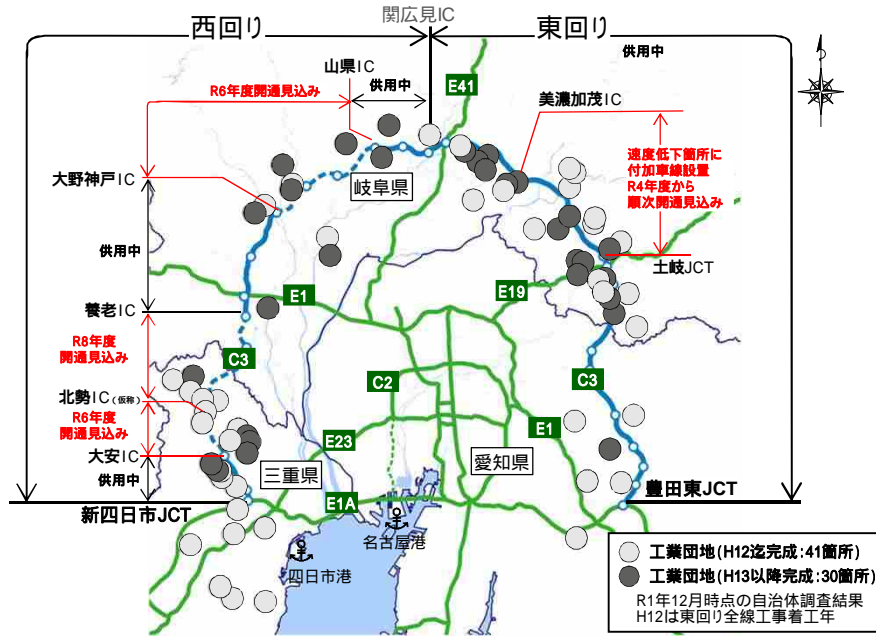 西回り
関広見IC
東回り
供用中
山県IC
R6年度開通見込み
供用中
E41
美濃加茂IC
速度低下箇所に
付加車線設置
R4年度から
順次開通見込み
大野神戸IC
岐阜県
供用中
土岐JCT
E1
E19
養老IC
R8年度
開通見込み
C3
C2
C3
北勢IC(仮称)
R6年度
開通見込み
E23
E1
大安IC
供用中
三重県
愛知県
新四日市JCT
E1A
豊田東JCT
名古屋港
四日市港
工業団地(H12迄完成:41箇所)
工業団地(H13以降完成:30箇所)
R1年12月時点の自治体調査結果
H12は東回り全線工事着工年